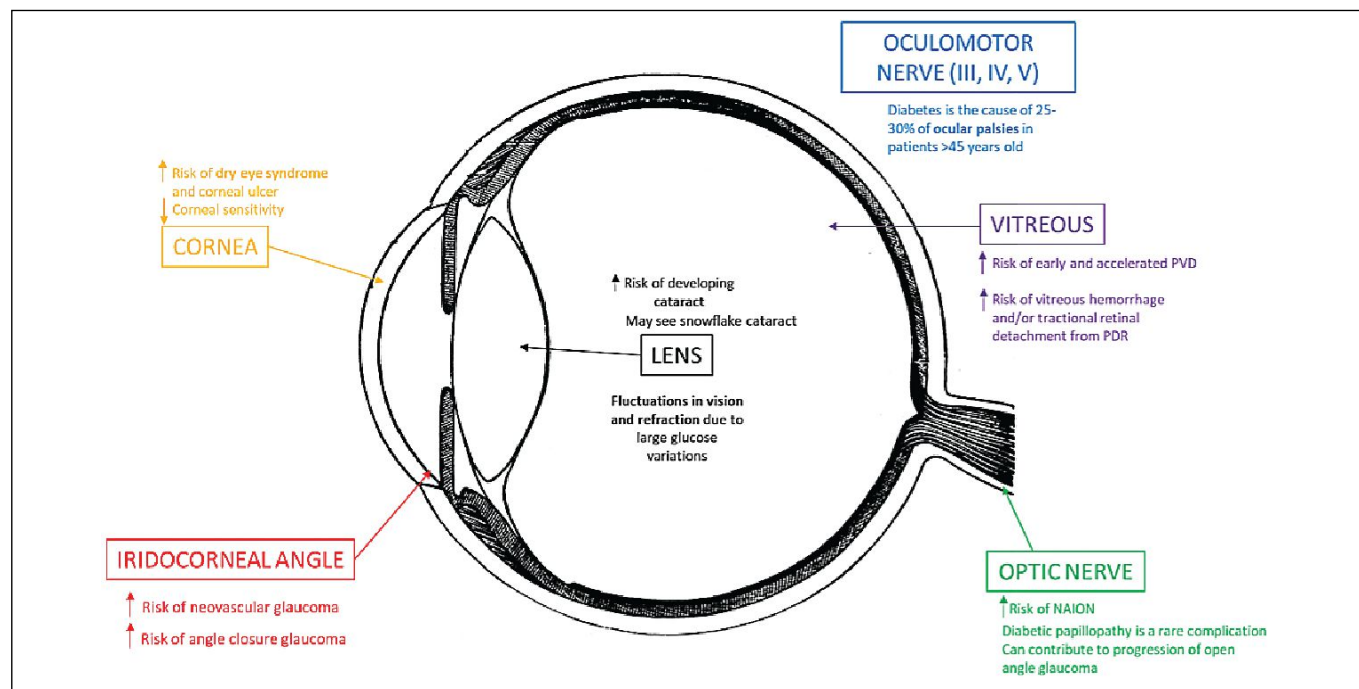 OCULOMOTOR
NERVE (III, IV, V)
Diabetes is the cause of 25-
30% of ocular palsies in
patients >45 years old
↑ Risk of dry eye syndrome
and corneal ulcer
↓ Corneal sensitivity
CORNEA
VITREOUS
↑ Risk of early and accelerated PVD
↑ Risk of vitreous hemorrhage
and/or tractional retinal
detachment from PDR
↑ Risk of developing
cataract
May see snowflake cataract
LENS
Fluctuations in vision
and refraction due to
large glucose
variations
IRIDOCORNEAL ANGLE
↑ Risk of neovascular glaucoma
↑ Risk of angle closure glaucoma
OPTIC NERVE
↑ Risk of NAION
Diabetic papillopathy is a rare complication
Can contribute to progression of open
angle glaucoma